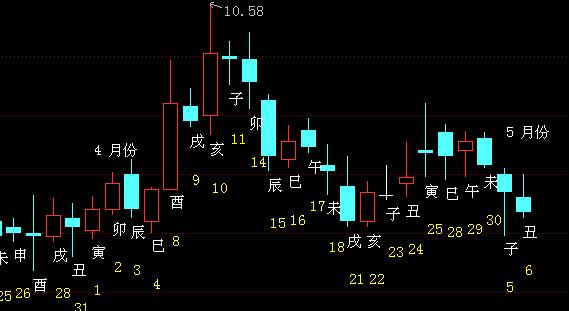 10.58
4 月份
5 月份
未
申
酉
戌
丑
寅
卯
辰
巳
酉
戌
亥
子
卯
辰
巳
午
未
戌
亥
子
丑
寅
巳
午
未
子
丑
25
26
28
31
1
2
3
4
8
9
10
11
14
15
16
17
18
21
22
23
24
25
28
29
30
5
6